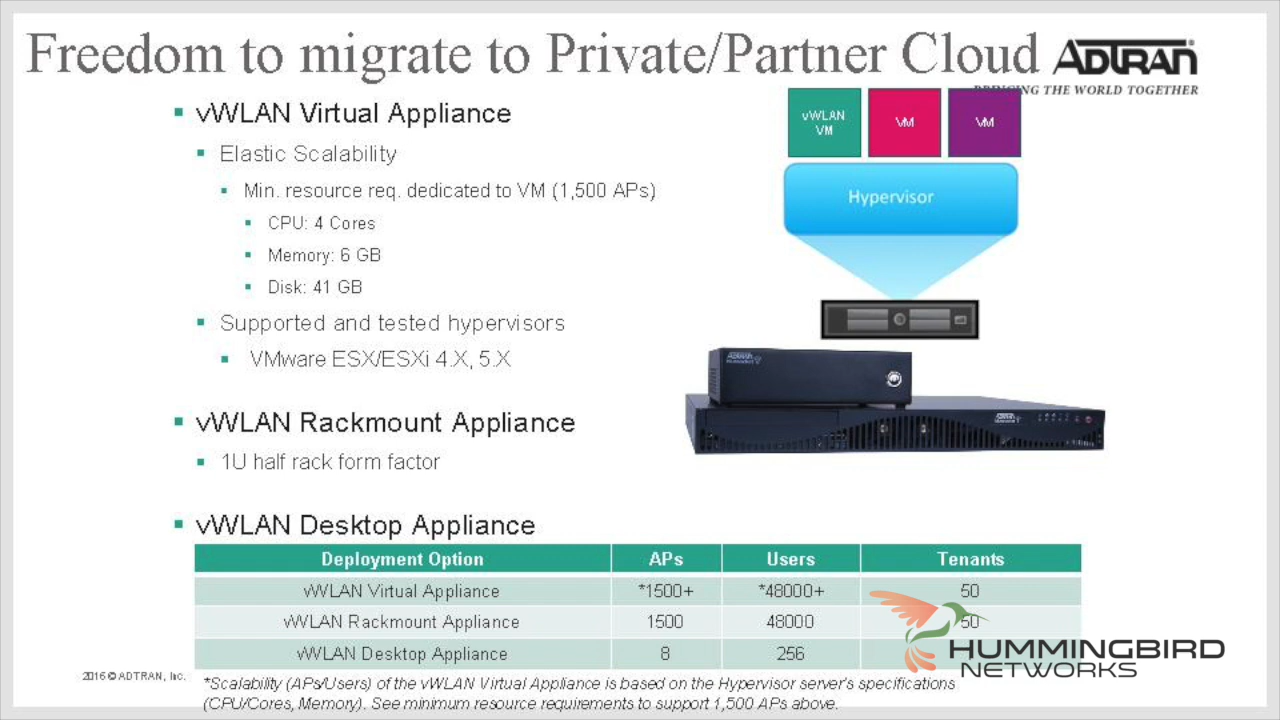 Freedom to migrate to Private/Partner Cloud
ADTRAN
BRINGING THE WORLD TOGETHER
vWLAN Virtual Appliance
Elastic Scalability
Min. resource req. dedicated to VM (1,500 APs)
CPU: 4 Cores
Memory: 6 GB
Disk: 41 GB
Supported and tested hypervisors
VMware ESX/ESXi 4.X, 5.X
vWLAN VM
VM
VM
Hypervisor
ADTRAN
ADTRAN
vWLAN Rackmount Appliance
1U half rack form factor
vWLAN Desktop Appliance
Deployment Option APs Users Tenants
vWLAN Virtual Appliance *1500+ *48000+ 50
vWLAN Rackmount Appliance 1500 48000 50
vWLAN Desktop Appliance 8 256
HUMMINGBIRD
NETWORKS
2016 © ADTRAN, Inc.
*Scalability (APs/Users) of the vWLAN Virtual Appliance is based on the Hypervisor server's specifications
(CPU/Cores, Memory). See minimum resource requirements to support 1,500 APs above.